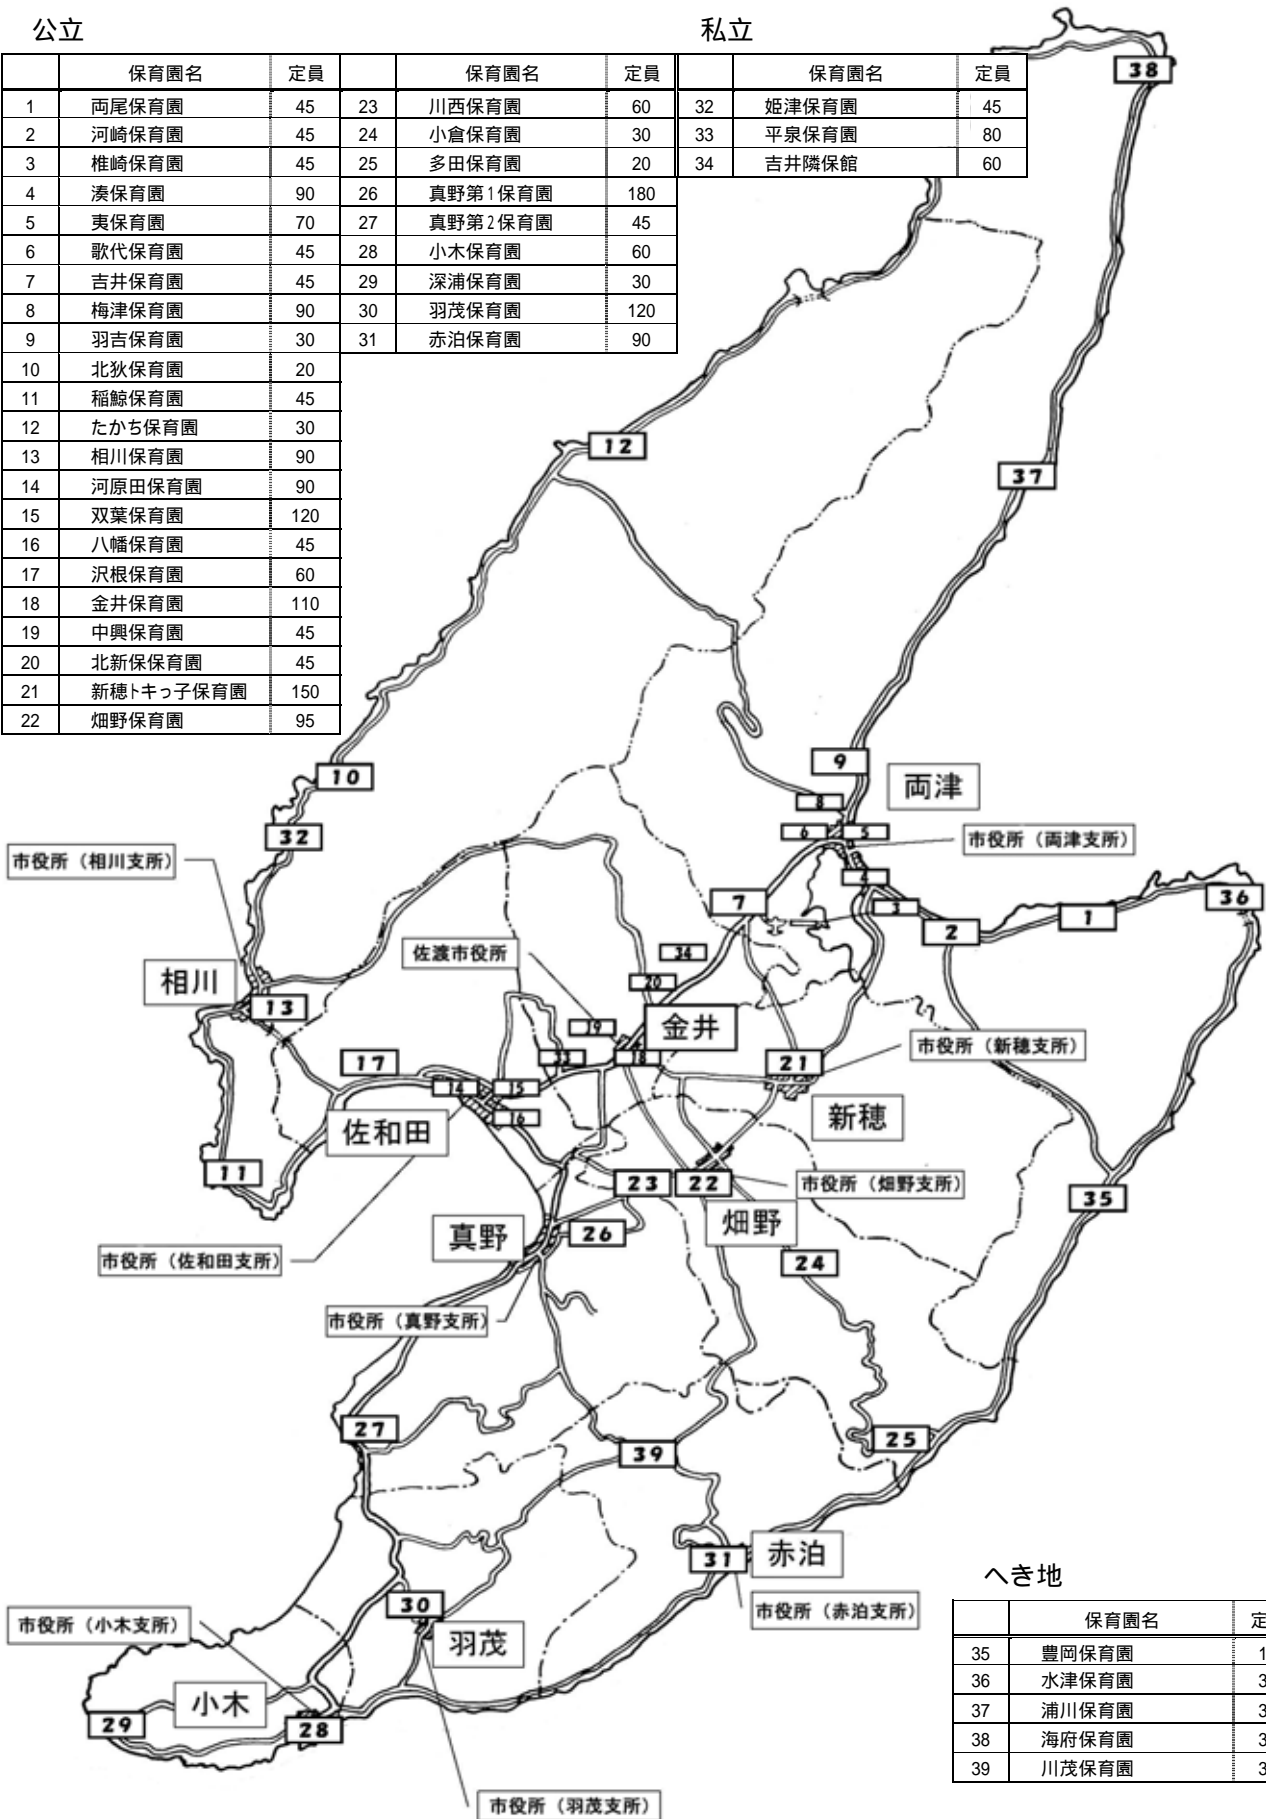 公立
私立
保育園名 定員 保育園名 定員 保育園名 定員
1 両尾保育園 45 23 川西保育園 60 32 姫津保育園 45
2 河崎保育園 45 24 小倉保育園 30 33 平泉保育園 80
3 椎崎保育園 45 25 多田保育園 20 34 吉井隣保館 60
4 湊保育園 90 26 真野第1保育園 180
5 夷保育園 70 27 真野第2保育園 45
6 歌代保育園 45 28 小木保育園 60
7 吉井保育園 45 29 深浦保育園 30
8 梅津保育園 90 30 羽茂保育園 120
9 羽吉保育園 30 31 赤泊保育園 90
10 北狄保育園 20
11 稲鯨保育園 45
12 たかち保育園 30
13 相川保育園 90
14 河原田保育園 90
15 双葉保育園 120
16 八幡保育園 45
17 沢根保育園 60
18 金井保育園 110
19 中興保育園 45
20 北新保保育園 45
21 新穂トキっ子保育園 150
22 畑野保育園 95
38
12
37
10
9
両津
8
32
6 5
市役所（両津支所）
市役所（相川支所）
4
7
3
36
1
2
佐渡市役所
34
相川
20
13
19
金井
市役所（新穂支所）
17
33
18
21
14
15
新穂
16
佐和田
11
23
22
市役所（畑野支所）
35
畑野
真野
26
市役所（佐和田支所）
24
市役所（真野支所）
27
25
39
31
赤泊
へき地
30
市役所（小木支所）
市役所（赤泊支所）
羽茂
保育園名 定
35 豊岡保育園 1
36 水津保育園 3
37 浦川保育園 3
38 海府保育園 3
39 川茂保育園 3
小木
29
28
市役所（羽茂支所）